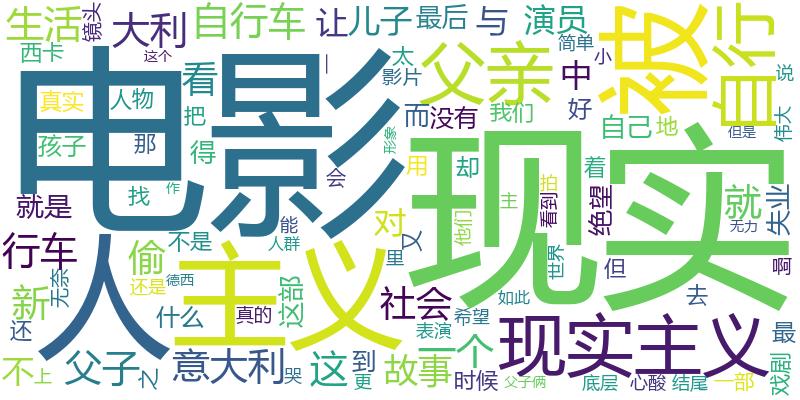 生活
镜头
大利
自行车
让
儿子
最后
与
演员
被
自行
西卡
这个
看
一
太
影片
父亲
中
简单
小
好
说
伟大
但是
电影
真实
人物
把
而
没有
我们
自己
地
现实
孩子
那
得
形象
用
却
着
找
作
会
看到
拍
绝望
就
失业
无力
就是
人
能
人群
对
又
他们
主
世界
行车
不是
偷
里
主义
但
哥
新
无奈
还是
德西
这部
社会
如此
去
还
什么
真的
表演
希望
一个
现实主义
最
不
上
父子
之
意大利
哭
这
到
更
故事
时候
父子俩
底层
心酸
结尾
一部
戏剧